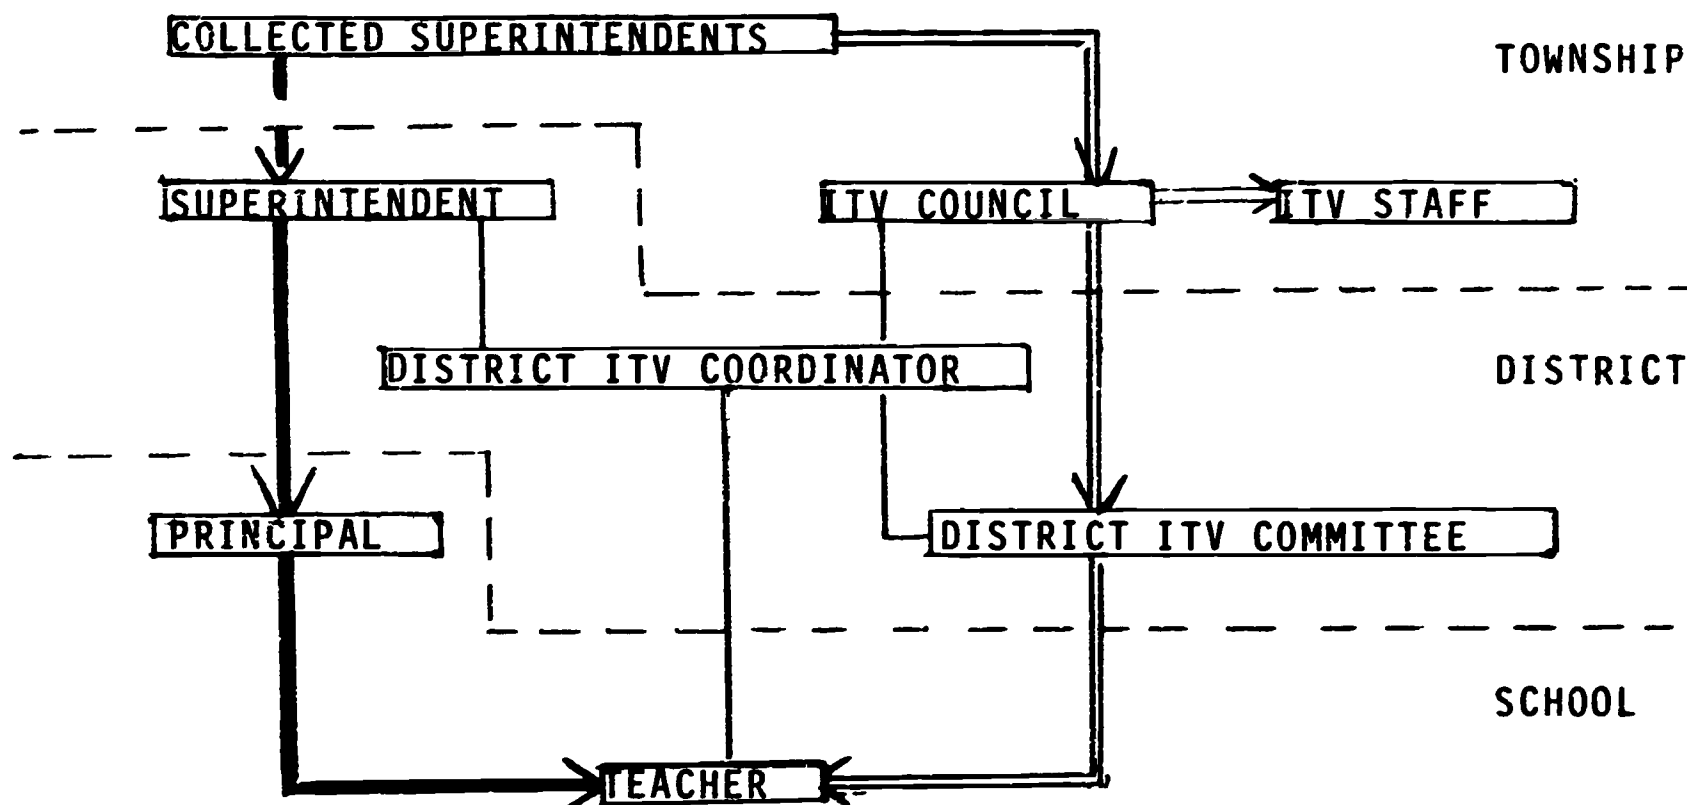 COLLECTED SUPERINTENDENTS
TOWNSHIP
SUPERINTENDENT
ITV COUNCIL
ITV STAFF
DISTRICT ITV COORDINATOR
DISTRICT
PRINCIPAL
DISTRICT ITV COMMITTEE
SCHOOL
TEACHER